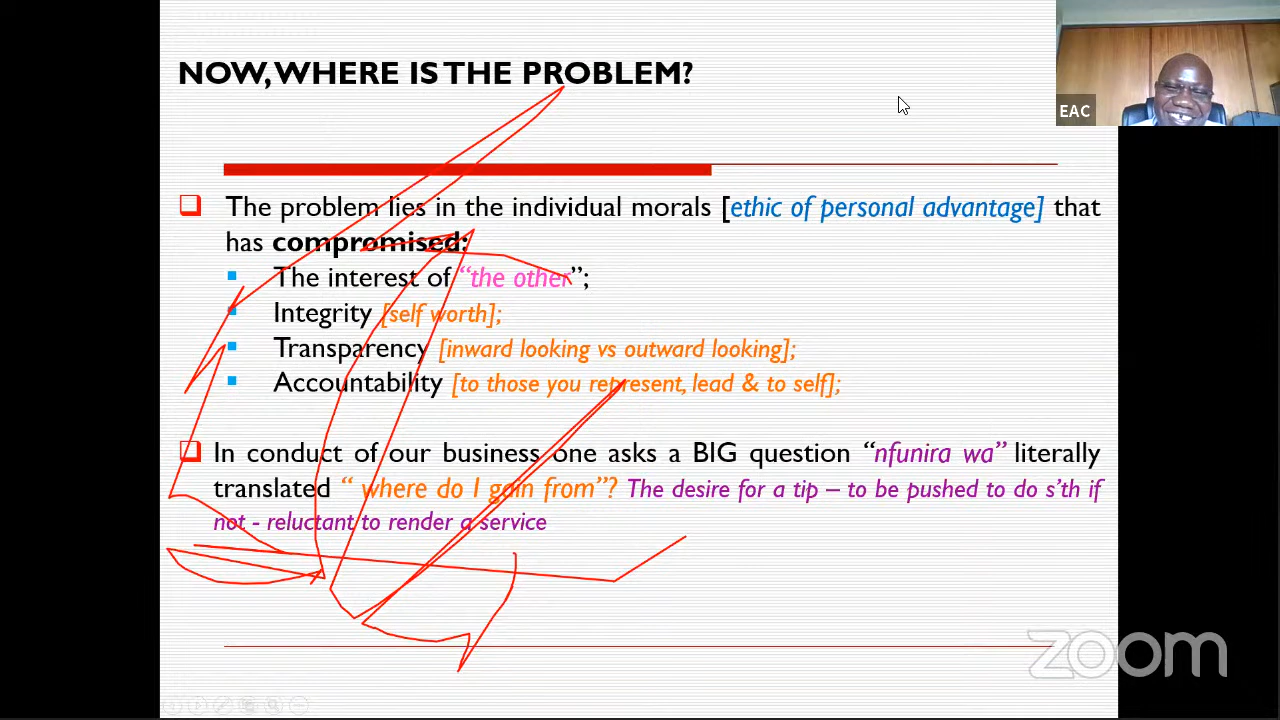 NOW, WHERE IS THE PROBLEM?
EAC
The problem lies in the individual morals [ethic of personal advantage] that
has compromised:
The interest of “the other”;
Integrity [self worth];
Transparency [inward looking vs outward looking];
Accountability [to those you represent, lead & to self];
In conduct of our business one asks a BIG question “nfunira wa” literally
translated “ where do I gain from”? The desire for a tip – to be pushed to do s’th if
not - reluctant to render a service
zoom